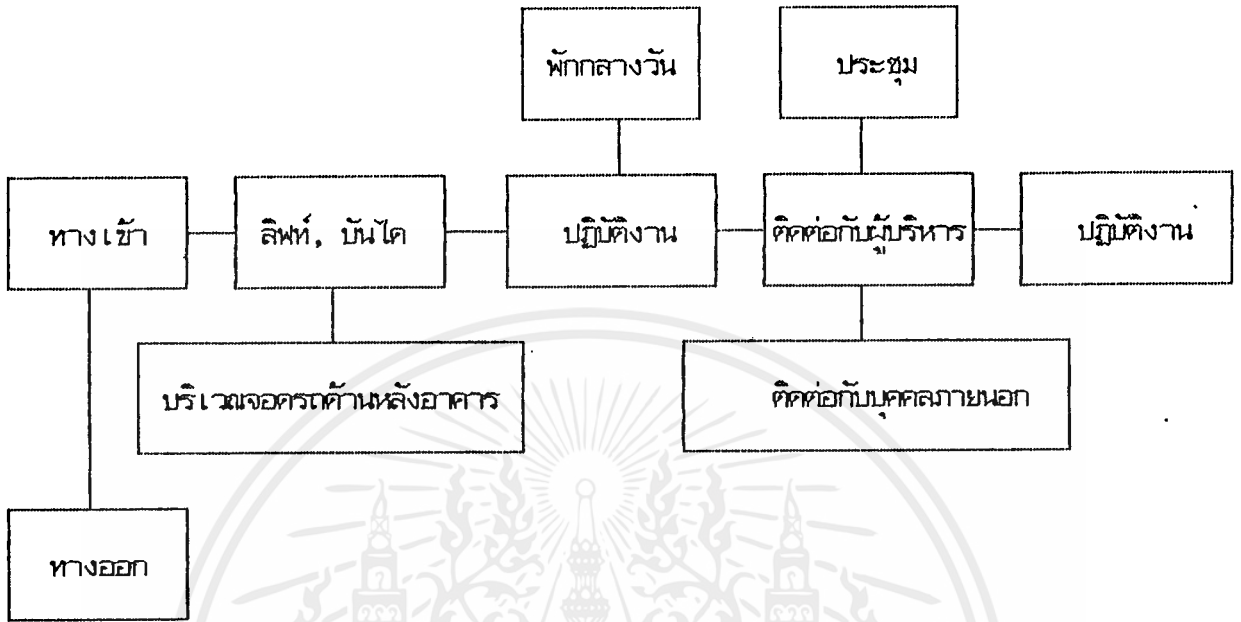 พักกลางวัน
ประชุม
ทางเข้า
ลิฟท์, บันได
ปฏิบัติงาน
ติดต่อกับผู้บริหาร
ปฏิบัติงาน
บริเวณจอดรถด้านหลังอาคาร
ติดต่อกับบุคคลภายนอก
ทางออก